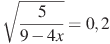 √(5/(9−4x)) = 0,2